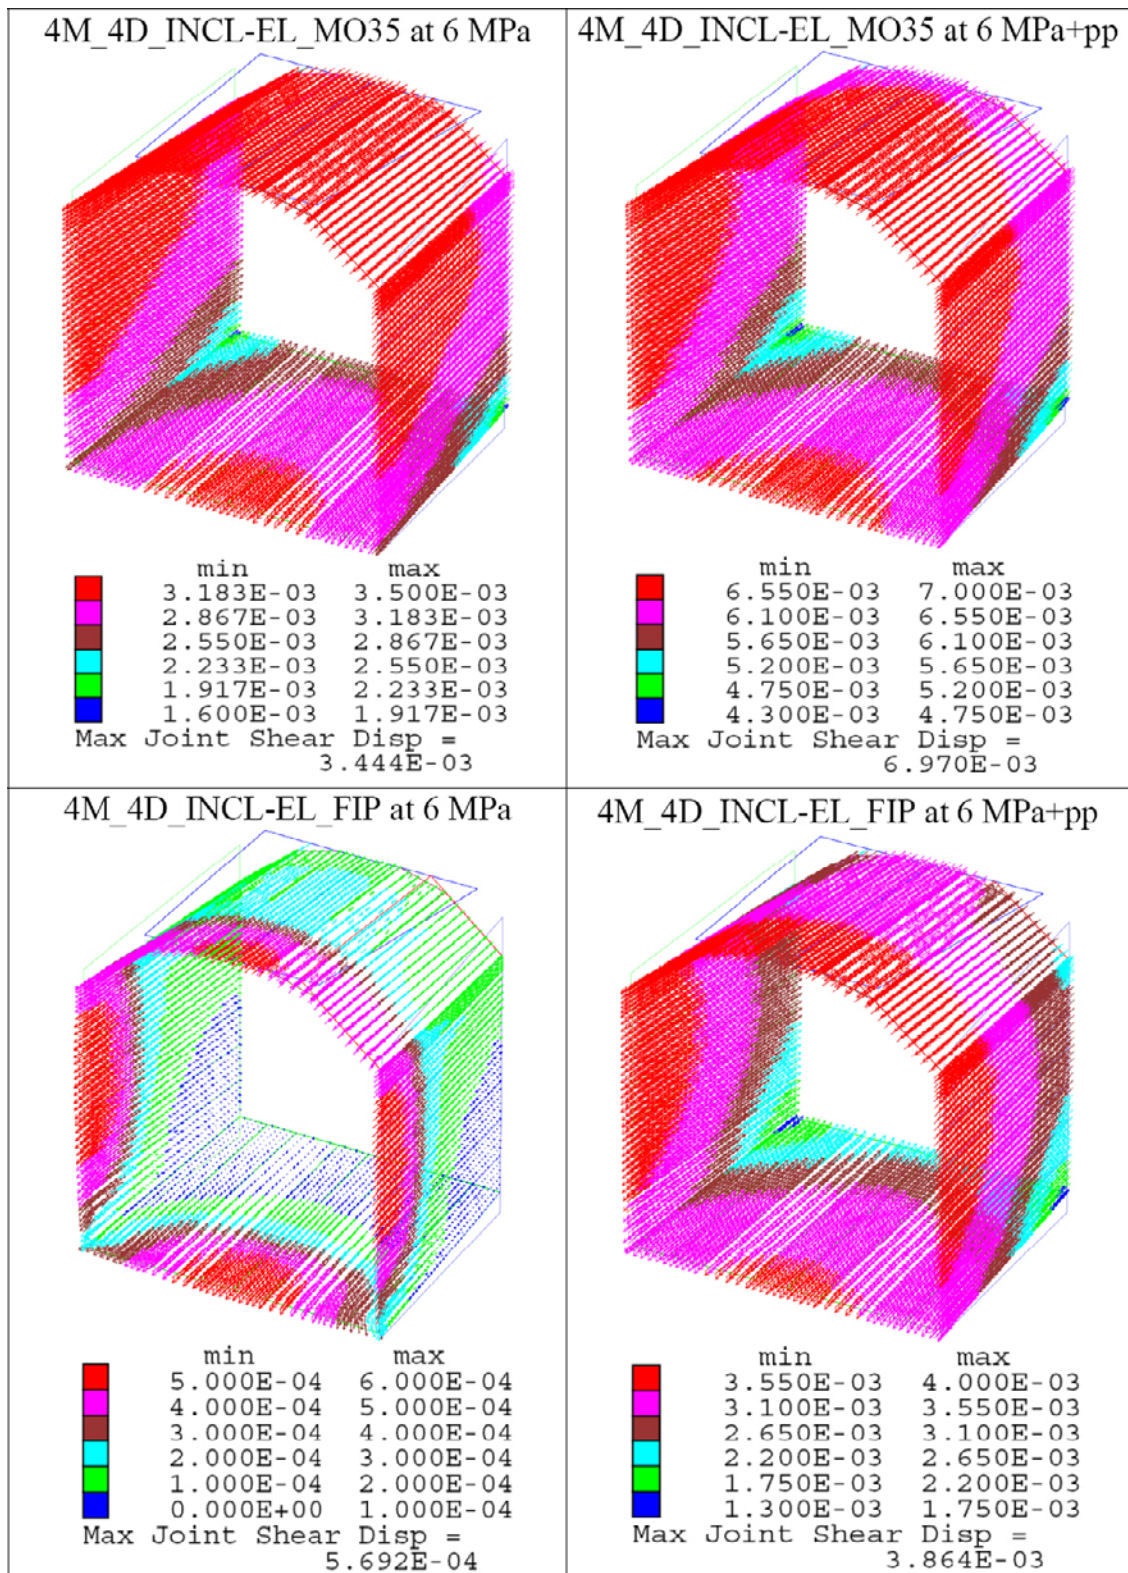 4M_4D_INCL-EL_MO35 at 6 MPa
min max
3.183E-03 3.500E-03
2.867E-03 3.183E-03
2.550E-03 2.867E-03
2.233E-03 2.550E-03
1.917E-03 2.233E-03
1.600E-03 1.917E-03
Max Joint Shear Disp =
3.444E-03
4M_4D_INCL-EL_MO35 at 6 MPa+pp
min max
6.550E-03 7.000E-03
6.100E-03 6.550E-03
5.650E-03 6.100E-03
5.200E-03 5.650E-03
4.750E-03 5.200E-03
4.300E-03 4.750E-03
Max Joint Shear Disp =
6.970E-03
4M_4D_INCL-EL_FIP at 6 MPa
min max
5.000E-04 6.000E-04
4.000E-04 5.000E-04
3.000E-04 4.000E-04
2.000E-04 3.000E-04
1.000E-04 2.000E-04
0.000E+00 1.000E-04
Max Joint Shear Disp =
5.692E-04
4M_4D_INCL-EL_FIP at 6 MPa+pp
min max
3.550E-03 4.000E-03
3.100E-03 3.550E-03
2.650E-03 3.100E-03
2.200E-03 2.650E-03
1.750E-03 2.200E-03
1.300E-03 1.750E-03
Max Joint Shear Disp =
3.864E-03